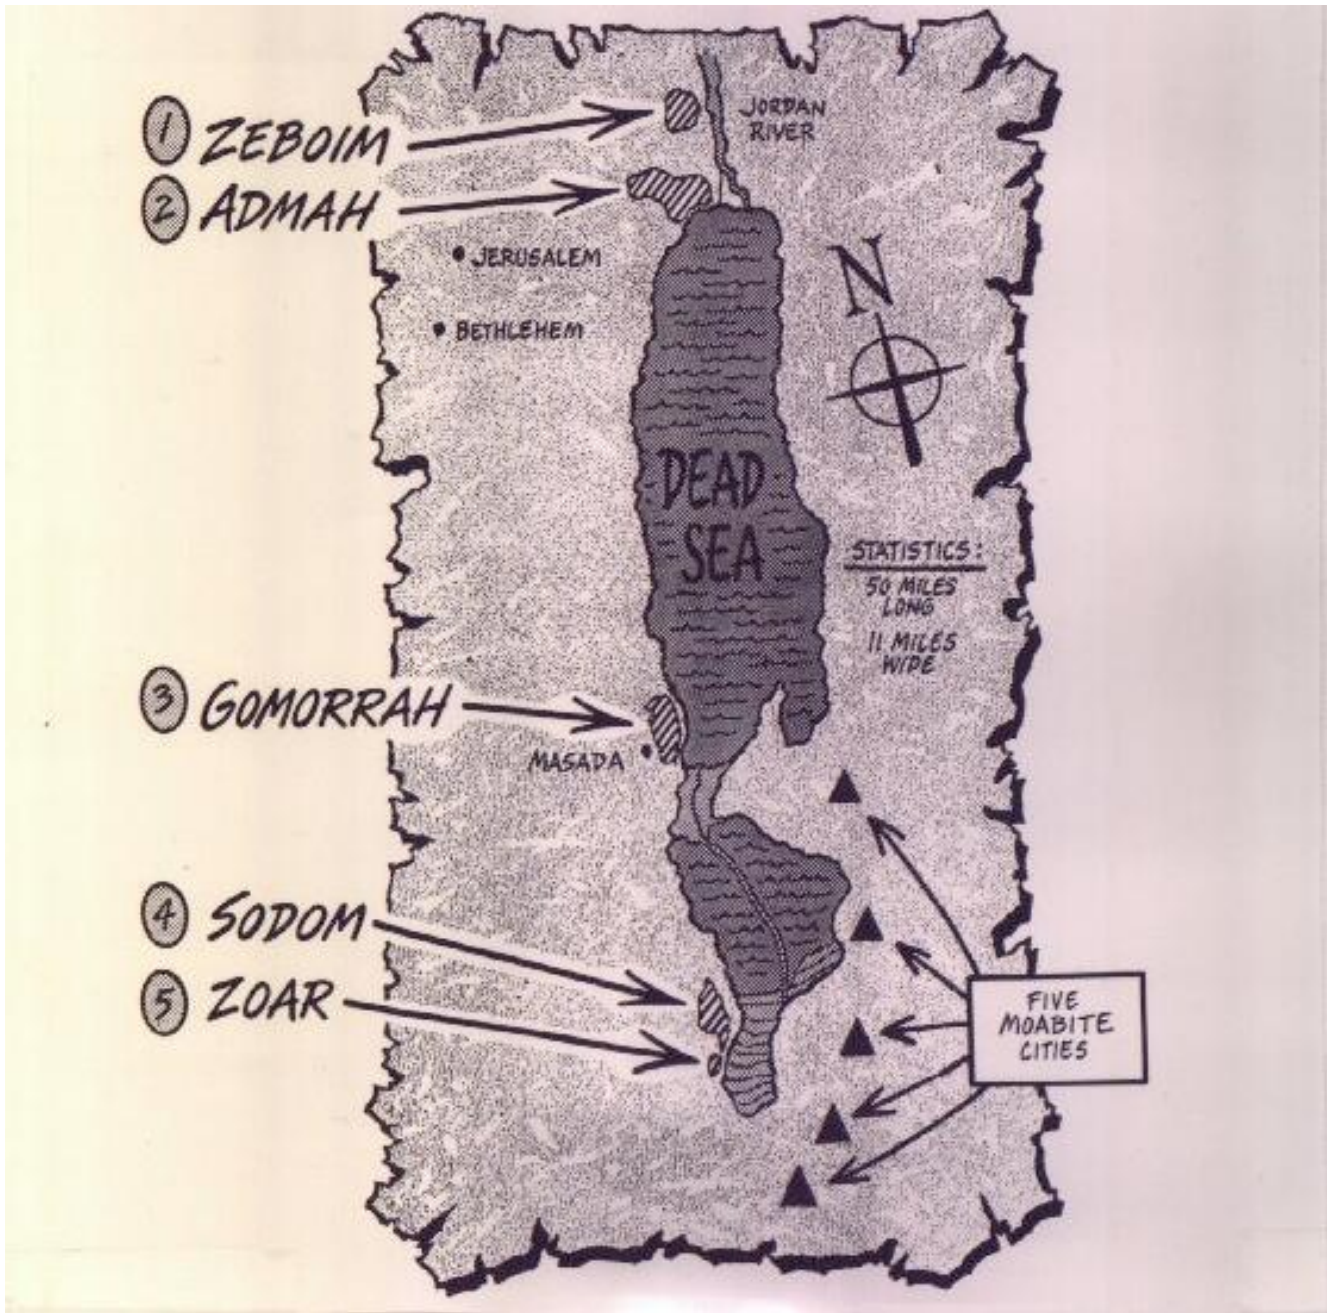 1 ZEBOIM
JORDAN
RIVER
2 ADMAH
JERUSALEM
BETHLEHEM
N
DEAD
SEA
STATISTICS:
50 MILES
LONG
11 MILES
WIDE
3 GOMORRAH
MASADA
4 SODOM
5 ZOAR
FIVE
MOABITE
CITIES